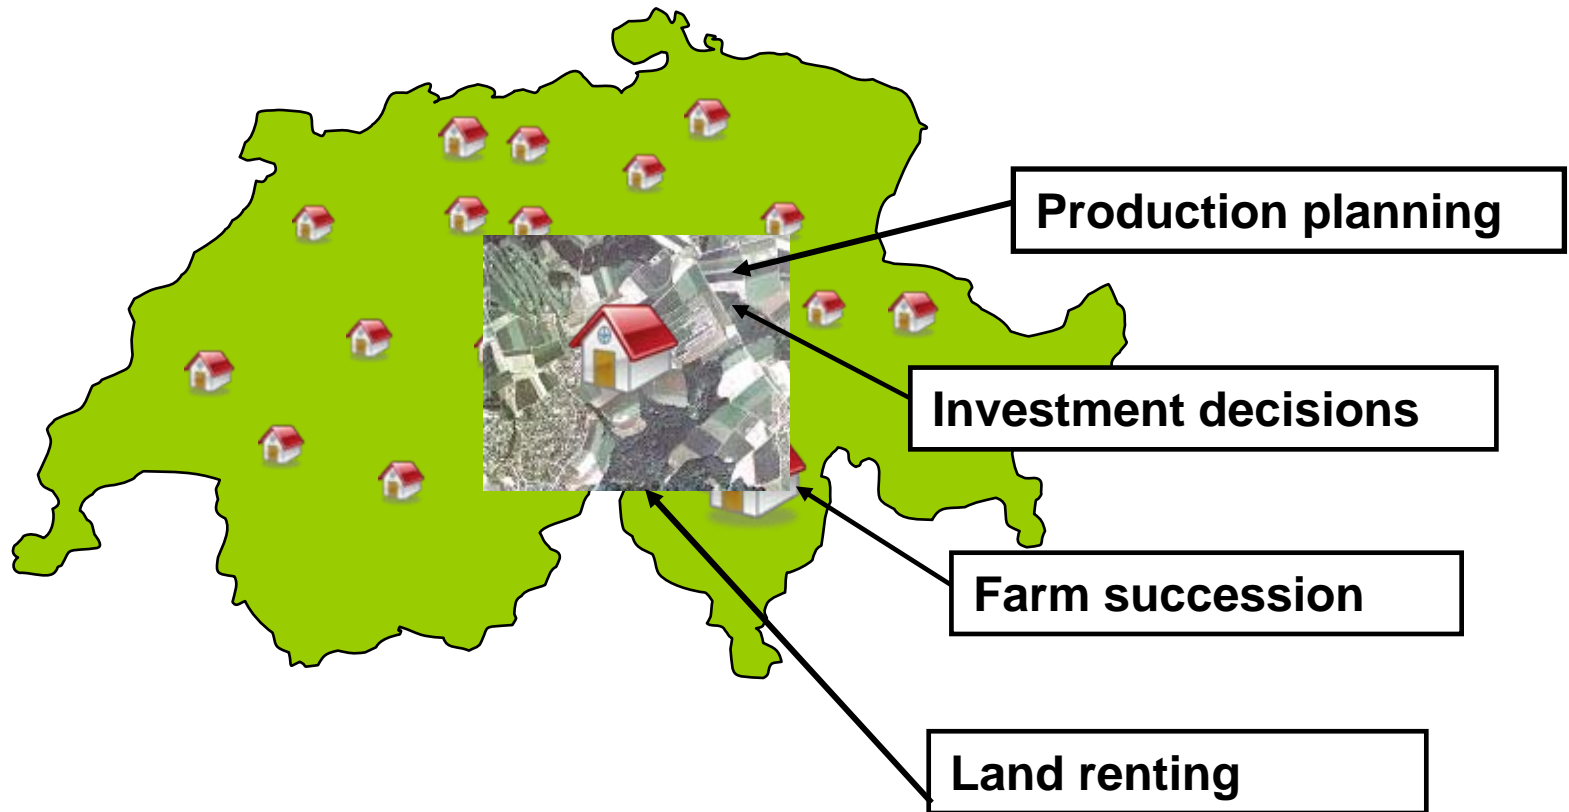 Production planning
Investment decisions
Farm succession
Land renting